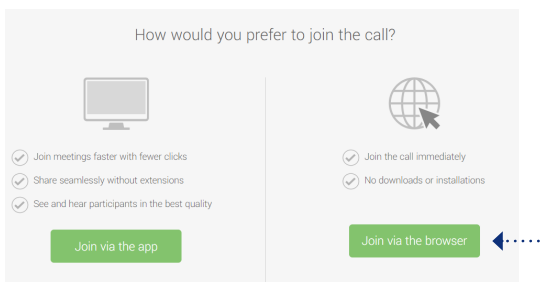 How would you prefer to join the call?
Join meetings faster with fewer clicks
Share seamlessly without extensions
See and hear participants in the best quality
Join via the app
Join the call immediately
No downloads or installations
Join via the browser